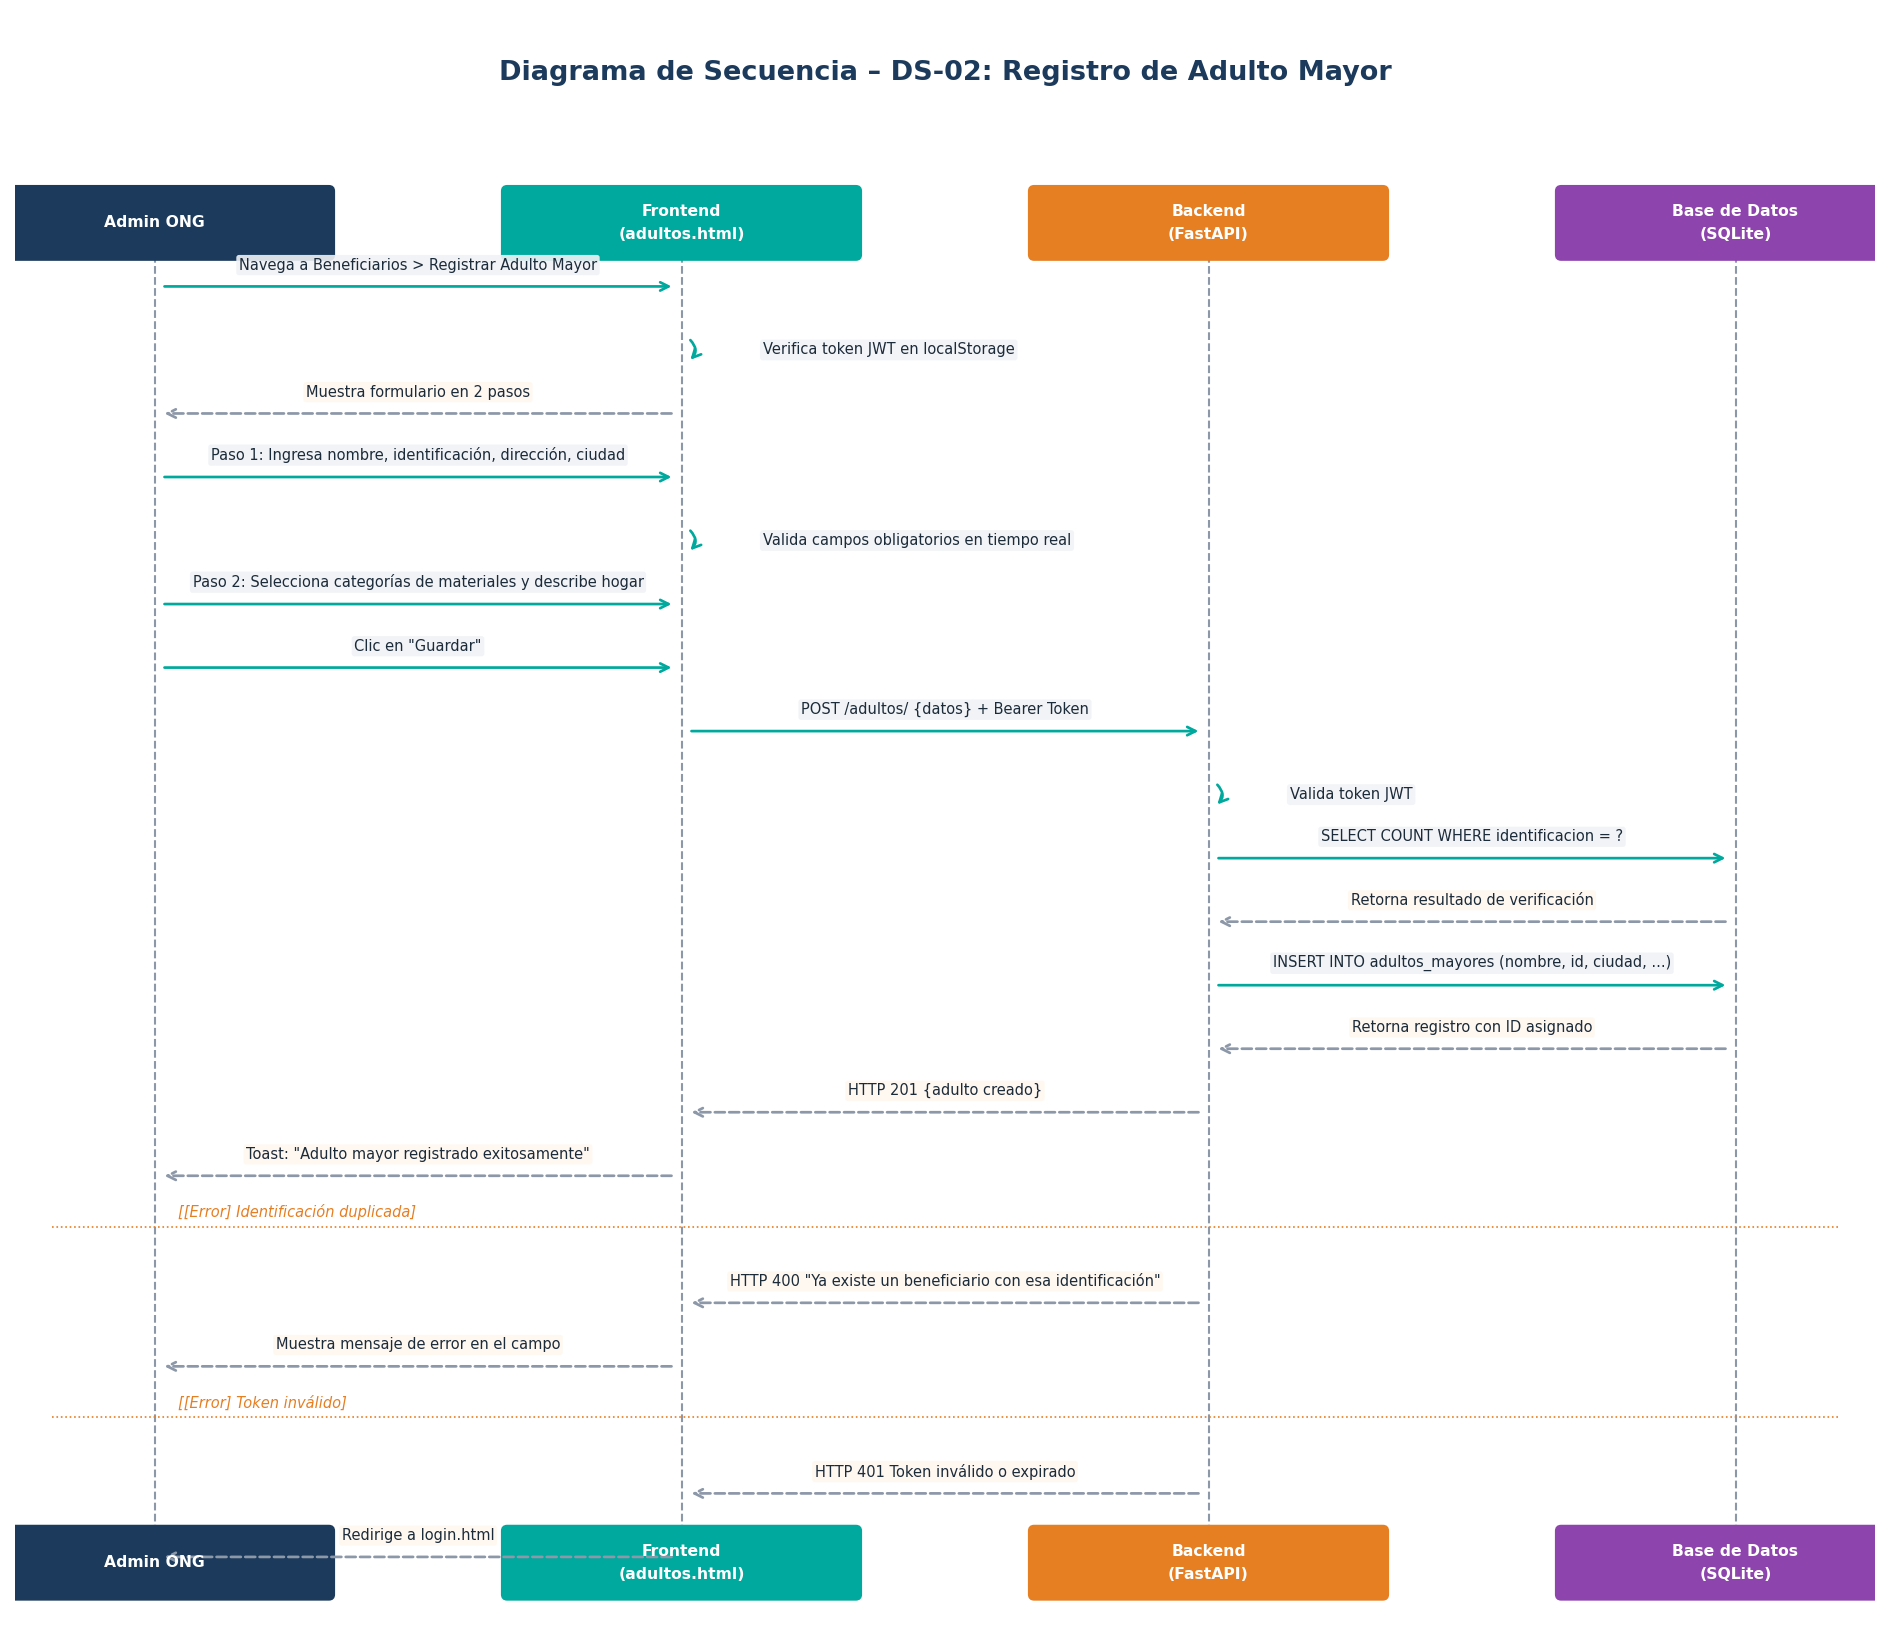 Diagrama de Secuencia – DS-02: Registro de Adulto Mayor
Admin ONG
Frontend
(adultos.html)
Backend
(FastAPI)
Base de Datos
(SQLite)
Navega a Beneficiarios > Registrar Adulto Mayor
Verifica token JWT en localStorage
Muestra formulario en 2 pasos
Paso 1: Ingresa nombre, identificación, dirección, ciudad
Valida campos obligatorios en tiempo real
Paso 2: Selecciona categorías de materiales y describe hogar
Clic en "Guardar"
POST /adultos/ {datos} + Bearer Token
Valida token JWT
SELECT COUNT WHERE identificacion = ?
Retorna resultado de verificación
INSERT INTO adultos_mayores (nombre, id, ciudad, ...)
Retorna registro con ID asignado
HTTP 201 {adulto creado}
Toast: "Adulto mayor registrado exitosamente"
[[Error] Identificación duplicada]
HTTP 400 "Ya existe un beneficiario con esa identificación"
Muestra mensaje de error en el campo
[[Error] Token inválido]
HTTP 401 Token inválido o expirado
Redirige a login.html
Admin ONG
Frontend
(adultos.html)
Backend
(FastAPI)
Base de Datos
(SQLite)